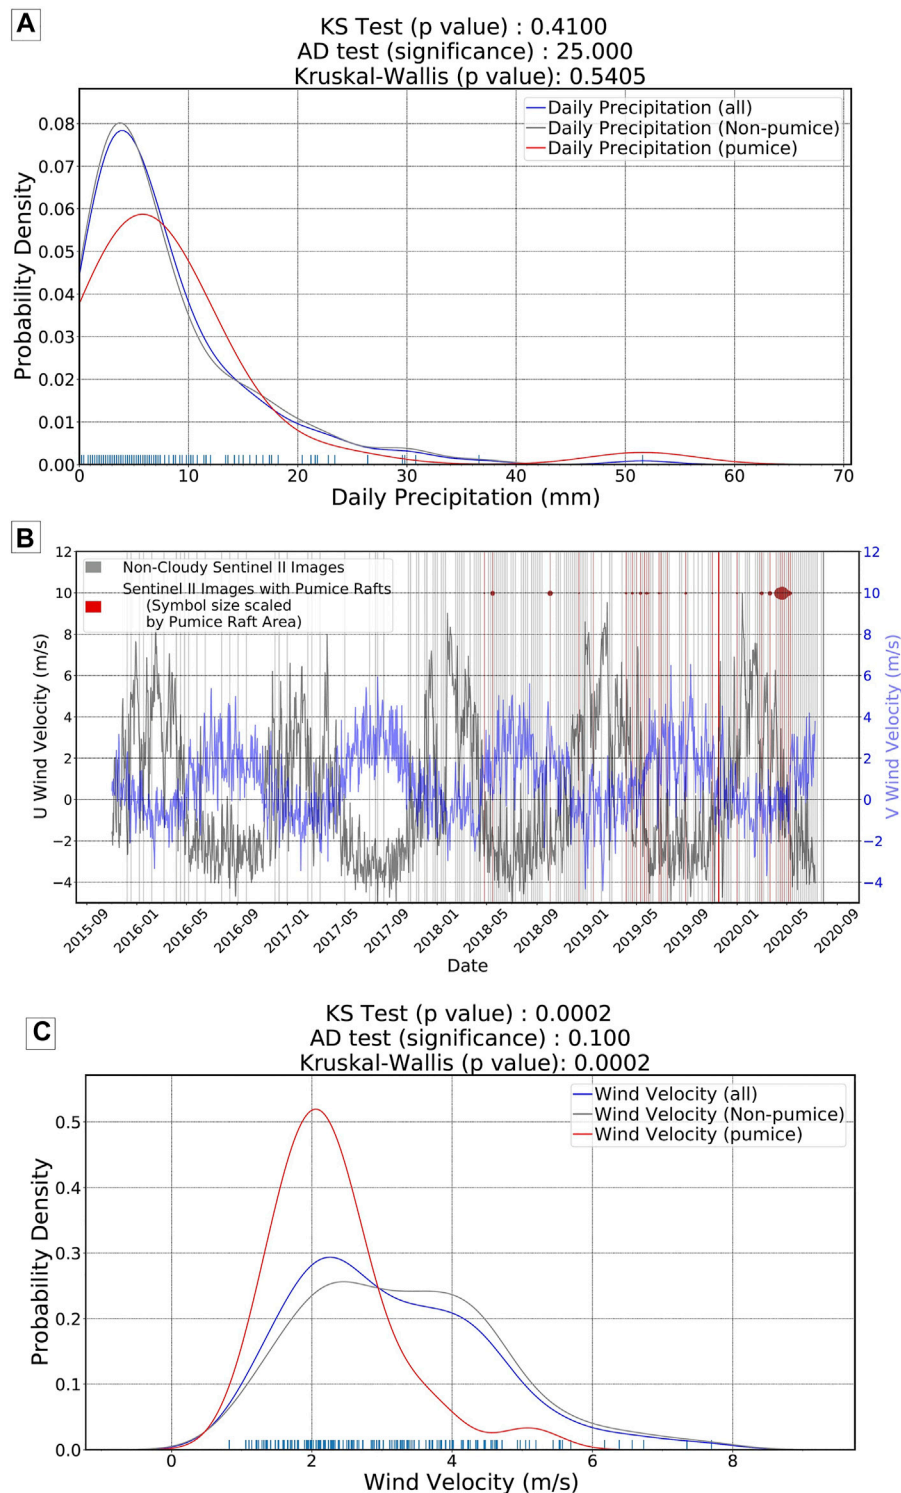 A
KS Test (p value) : 0.4100
AD test (significance) : 25.000
Kruskal-Wallis (p value): 0.5405
Daily Precipitation (all)
Daily Precipitation (Non-pumice)
Daily Precipitation (pumice)
Probability Density
0.08
0.07
0.06
0.05
0.04
0.03
0.02
0.01
0.00
0 10 20 30 40 50 60 70
Daily Precipitation (mm)
B
Non-Cloudy Sentinel II Images
Sentinel II Images with Pumice Rafts
(Symbol size scaled
by Pumice Raft Area)
U Wind Velocity (m/s)
12
10
8
6
4
2
0
−2
−4
12
10
8
6
4
2
0
−2
−4
V Wind Velocity (m/s)
2015-09 2016-01 2016-05 2016-09 2017-01 2017-05 2017-09 2018-01 2018-05 2018-09 2019-01 2019-05 2019-09 2020-01 2020-05 2020-09
Date
C
KS Test (p value) : 0.0002
AD test (significance) : 0.100
Kruskal-Wallis (p value): 0.0002
Wind Velocity (all)
Wind Velocity (Non-pumice)
Wind Velocity (pumice)
Probability Density
0.5
0.4
0.3
0.2
0.1
0.0
0 2 4 6 8
Wind Velocity (m/s)